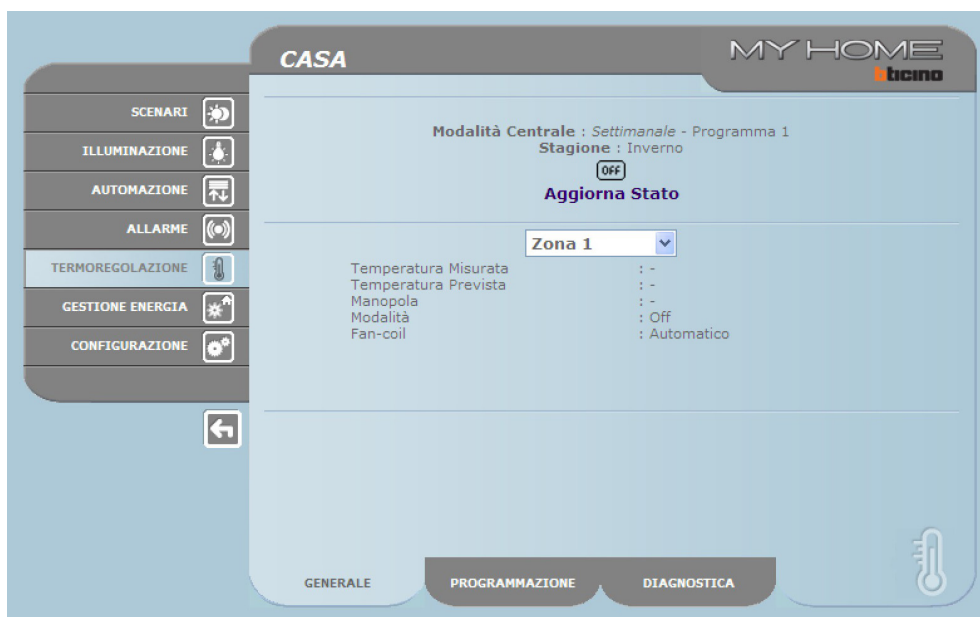 CASA
MY HOME
bticino
SCENARI
ILLUMINAZIONE
AUTOMAZIONE
ALLARME
TERMOREGOLAZIONE
GESTIONE ENERGIA
CONFIGURAZIONE
Modalità Centrale : Settimanale - Programma 1
Stagione : Inverno
OFF
Aggiorna Stato
Zona 1
Temperatura Misurata : -
Temperatura Prevista : -
Manopola : -
Modalità : Off
Fan-coil : Automatico
GENERALE
PROGRAMMAZIONE
DIAGNOSTICA